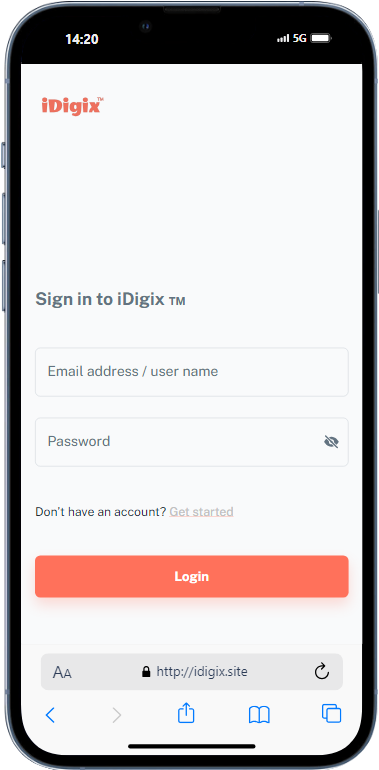 14:20
5G
iDigix™
Sign in to iDigix TM
Email address / user name
Password
Don't have an account? Get started
Login
AA http://idigix.site